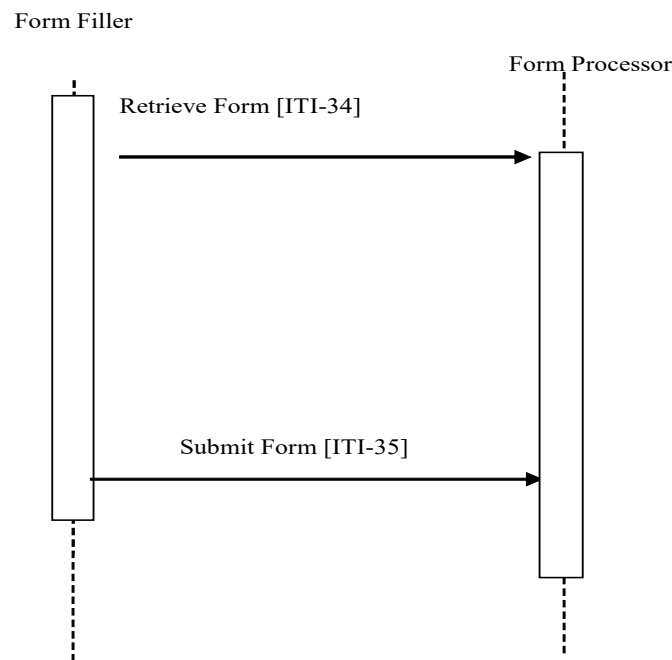 Form Filler
Form Processor
Retrieve Form [ITI-34]
Submit Form [ITI-35]